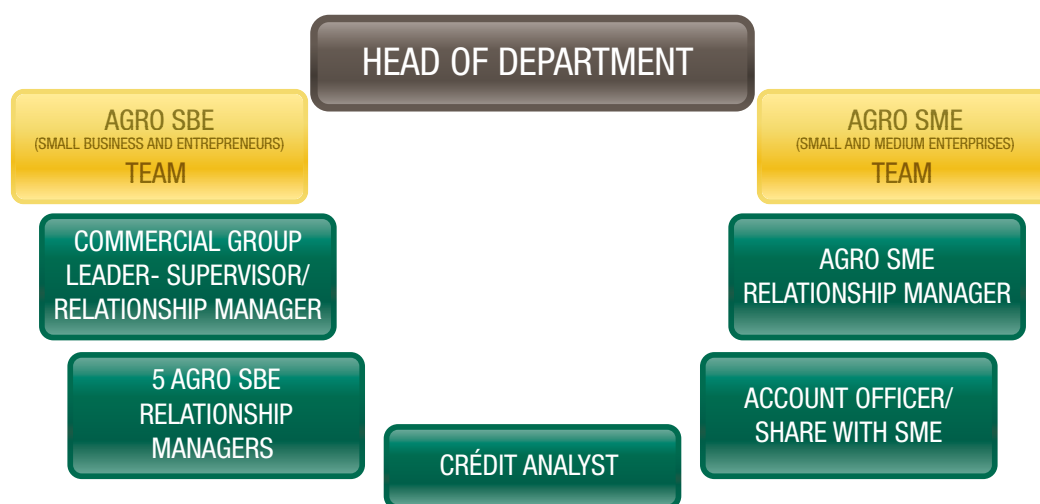 HEAD OF DEPARTMENT
AGRO SBE
(SMALL BUSINESS AND ENTREPRENEURS)
TEAM
AGRO SME
(SMALL AND MEDIUM ENTERPRISES)
TEAM
COMMERCIAL GROUP
LEADER- SUPERVISOR/
RELATIONSHIP MANAGER
AGRO SME
RELATIONSHIP MANAGER
5 AGRO SBE
RELATIONSHIP
MANAGERS
ACCOUNT OFFICER/
SHARE WITH SME
CRÉDIT ANALYST